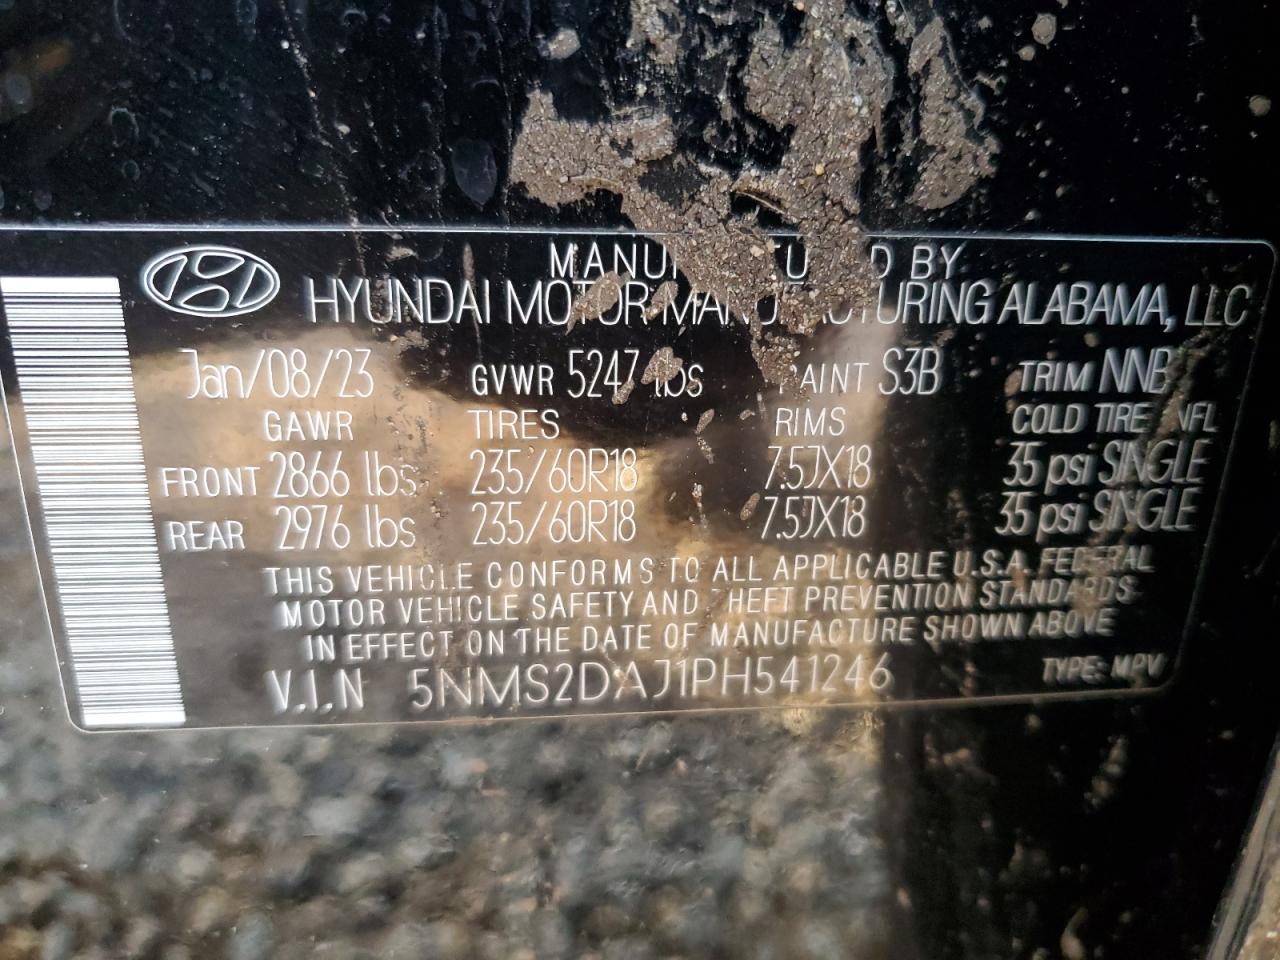 MANUFACTURED BY
HYUNDAI MOTOR MANUFACTURING ALABAMA, LLC
Jan/08/23 GVWR 5247 lbs PAINT S3B TRIM NNB
GAWR TIRES RIMS COLD TIRE INFL
FRONT 2866 lbs 235/60R18 7.5JX18 35 psi SINGLE
REAR 2976 lbs 235/60R18 7.5JX18 35 psi SINGLE
THIS VEHICLE CONFORMS TO ALL APPLICABLE U.S.A. FEDERAL
MOTOR VEHICLE SAFETY AND THEFT PREVENTION STANDARDS
IN EFFECT ON THE DATE OF MANUFACTURE SHOWN ABOVE
V.I.N 5NMS2DAJ1PH541246 TYPE: MPV